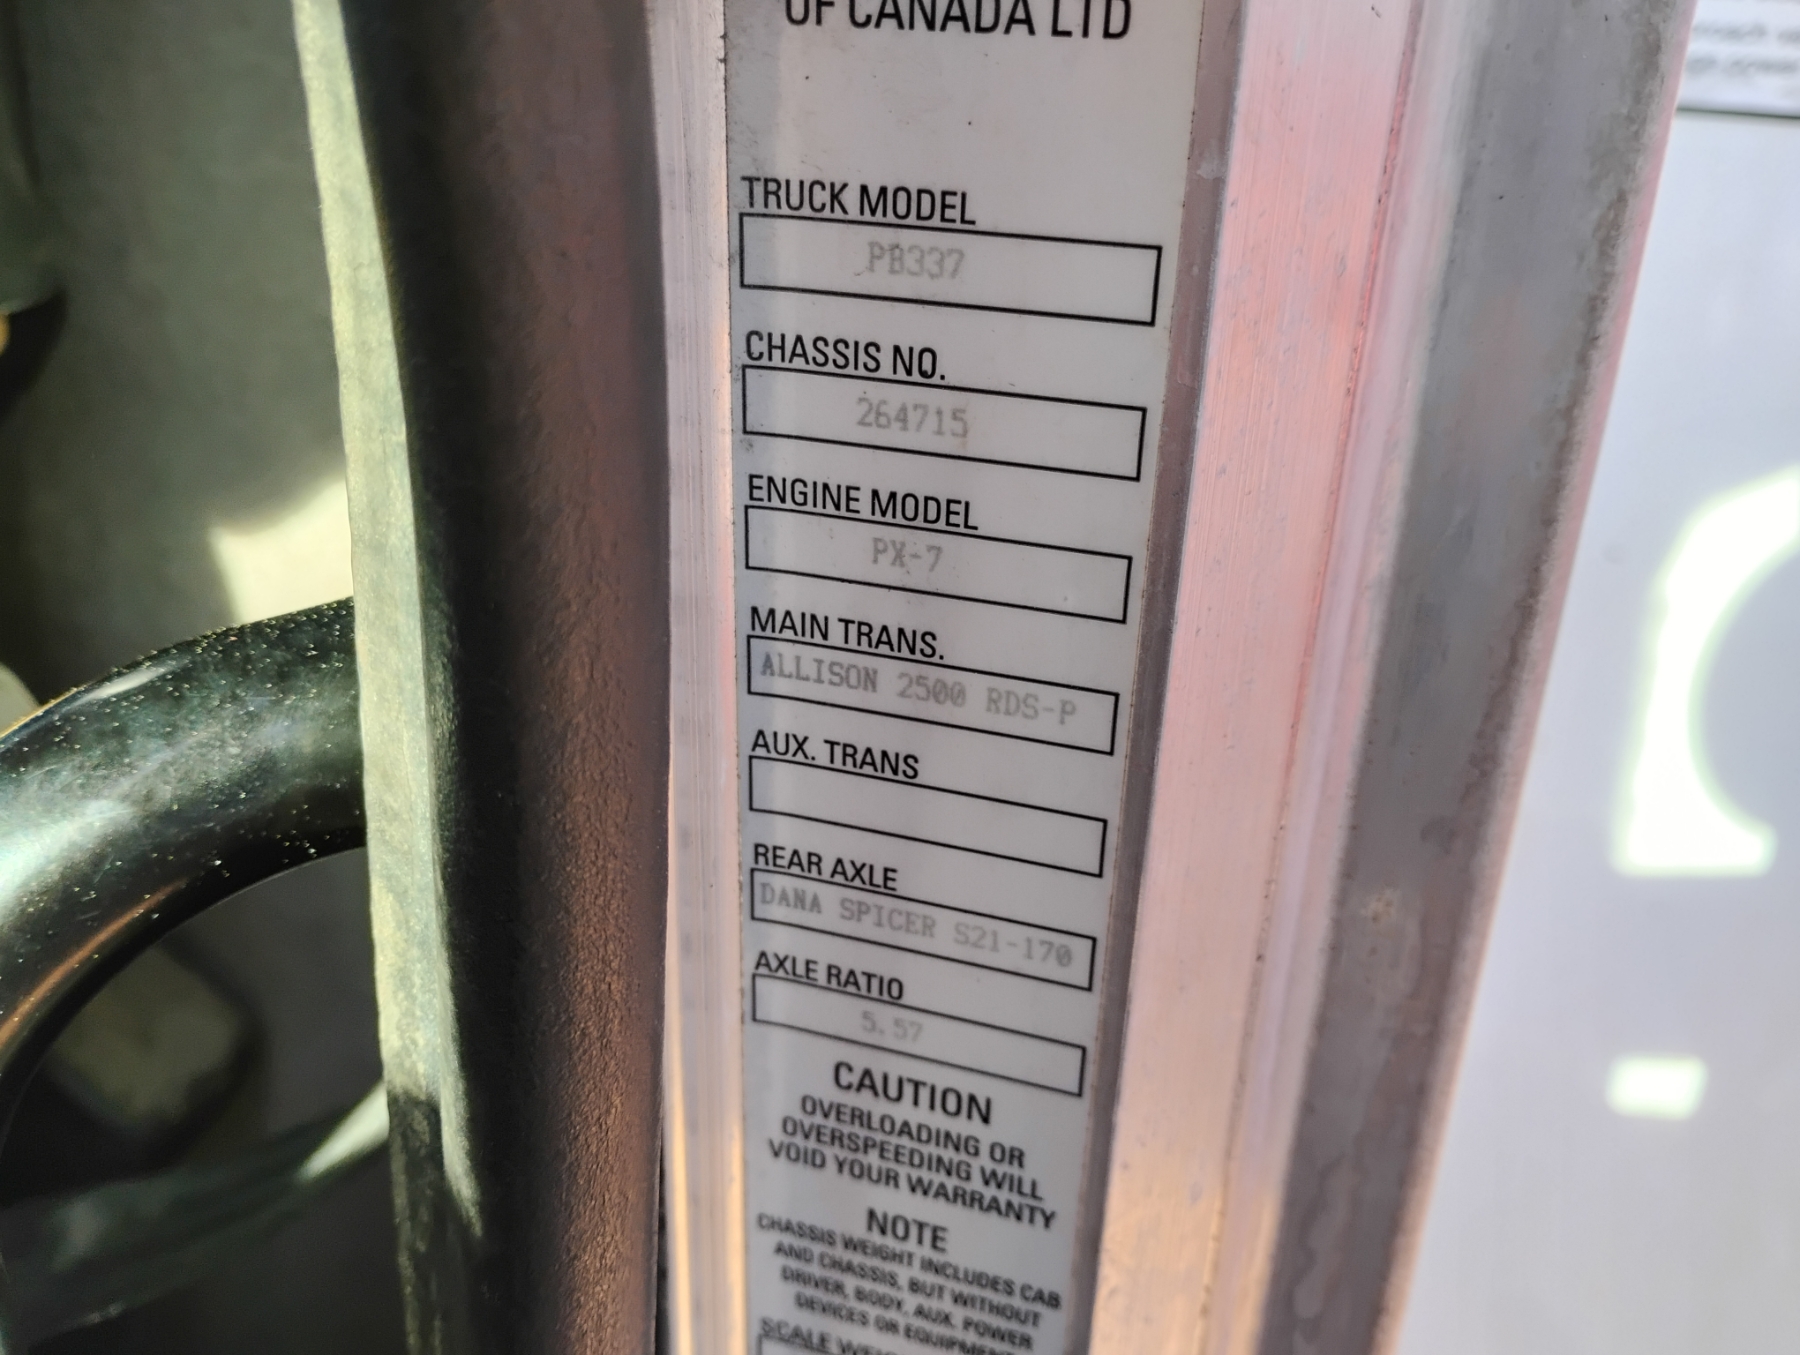 OF CANADA LTD
TRUCK MODEL
PB337
CHASSIS NO.
264715
ENGINE MODEL
PX-7
MAIN TRANS.
ALLISON 2500 RDS-P
AUX. TRANS
REAR AXLE
DANA SPICER S21-170
AXLE RATIO
5.57
CAUTION
OVERLOADING OR
OVERSPEEDING WILL
VOID YOUR WARRANTY
NOTE
CHASSIS WEIGHT INCLUDES CAB
AND CHASSIS, BUT WITHOUT
DRIVER, BODY, AUX. POWER
DEVICES OR EQUIPMENT
SCALE